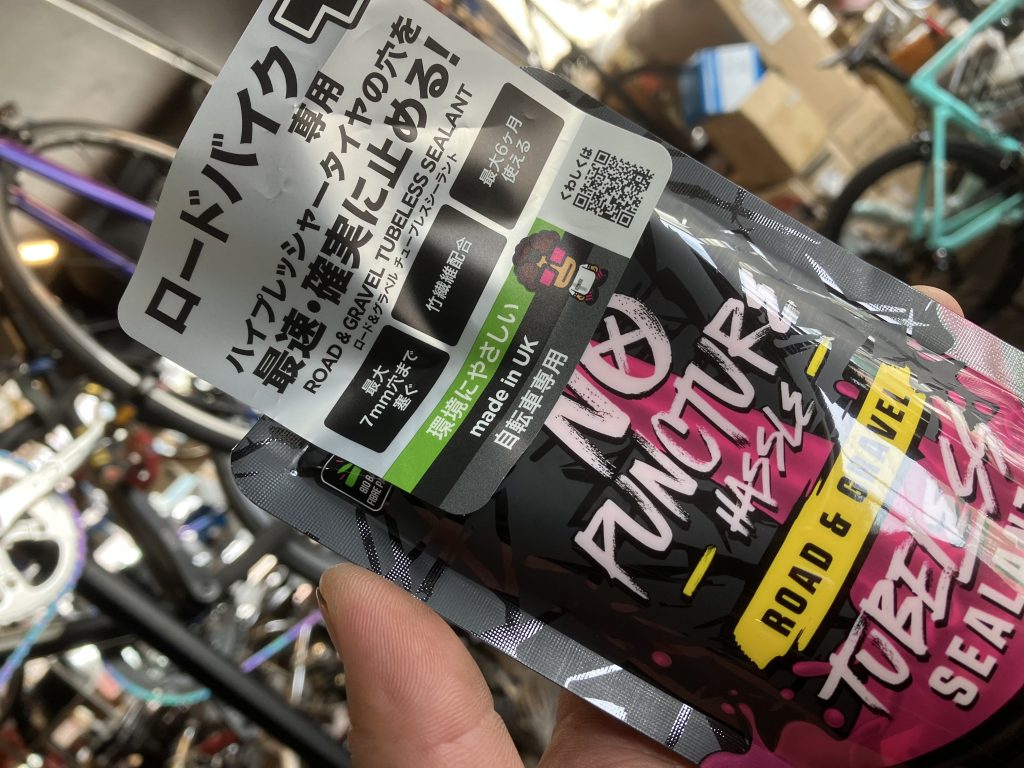 ロードバイク
専用
ハイプレッシャータイヤの穴を
最速・確実に止める!
ROAD & GRAVEL TUBELESS SEALANT
ロード&グラベル チューブレスシーラント
最大
7mm穴まで
塞ぐ
竹繊維配合
最大6ヶ月
使える
環境にやさしい
made in UK
自転車専用
くわしくは
BIO B
FIBRE P
NO
PUNCTURE
HASSLE
ROAD & GRAVEL
TUBELESS
SEALANT